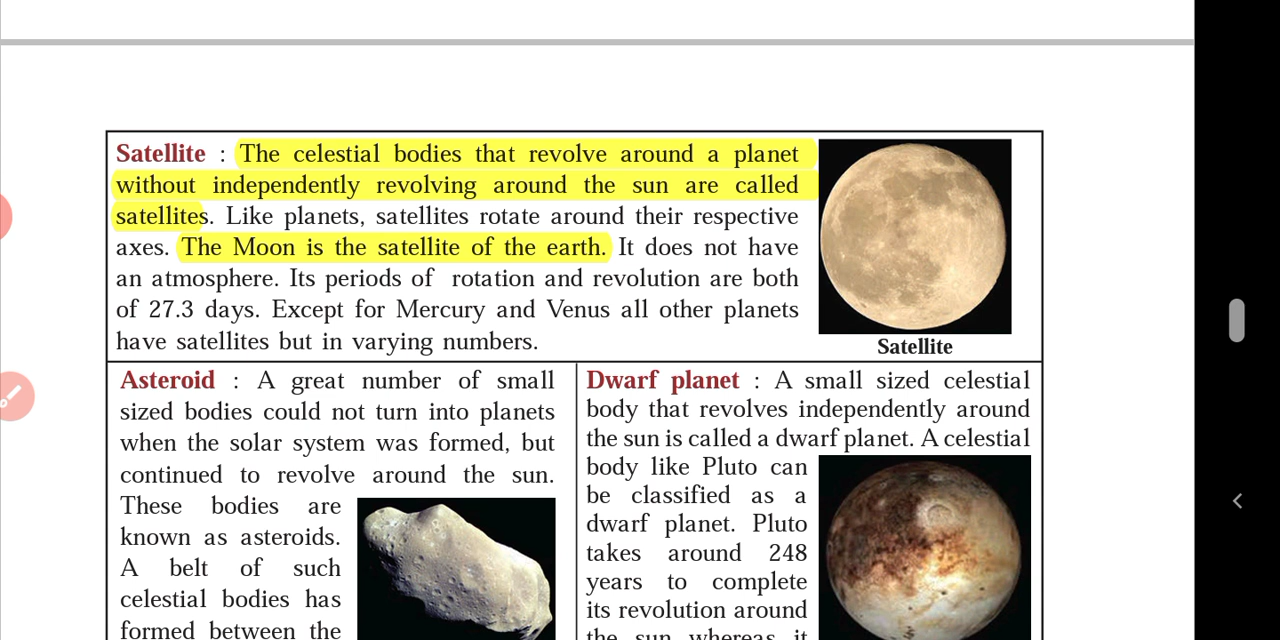 Satellite : The celestial bodies that revolve around a planet
without independently revolving around the sun are called
satellites. Like planets, satellites rotate around their respective
axes. The Moon is the satellite of the earth. It does not have
an atmosphere. Its periods of rotation and revolution are both
of 27.3 days. Except for Mercury and Venus all other planets
have satellites but in varying numbers.
Satellite
Asteroid : A great number of small
sized bodies could not turn into planets
when the solar system was formed, but
continued to revolve around the sun.
These bodies are
known as asteroids.
A belt of such
celestial bodies has
formed between the
Dwarf planet : A small sized celestial
body that revolves independently around
the sun is called a dwarf planet. A celestial
body like Pluto can
be classified as a
dwarf planet. Pluto
takes around 248
years to complete
its revolution around
the sun whereas it